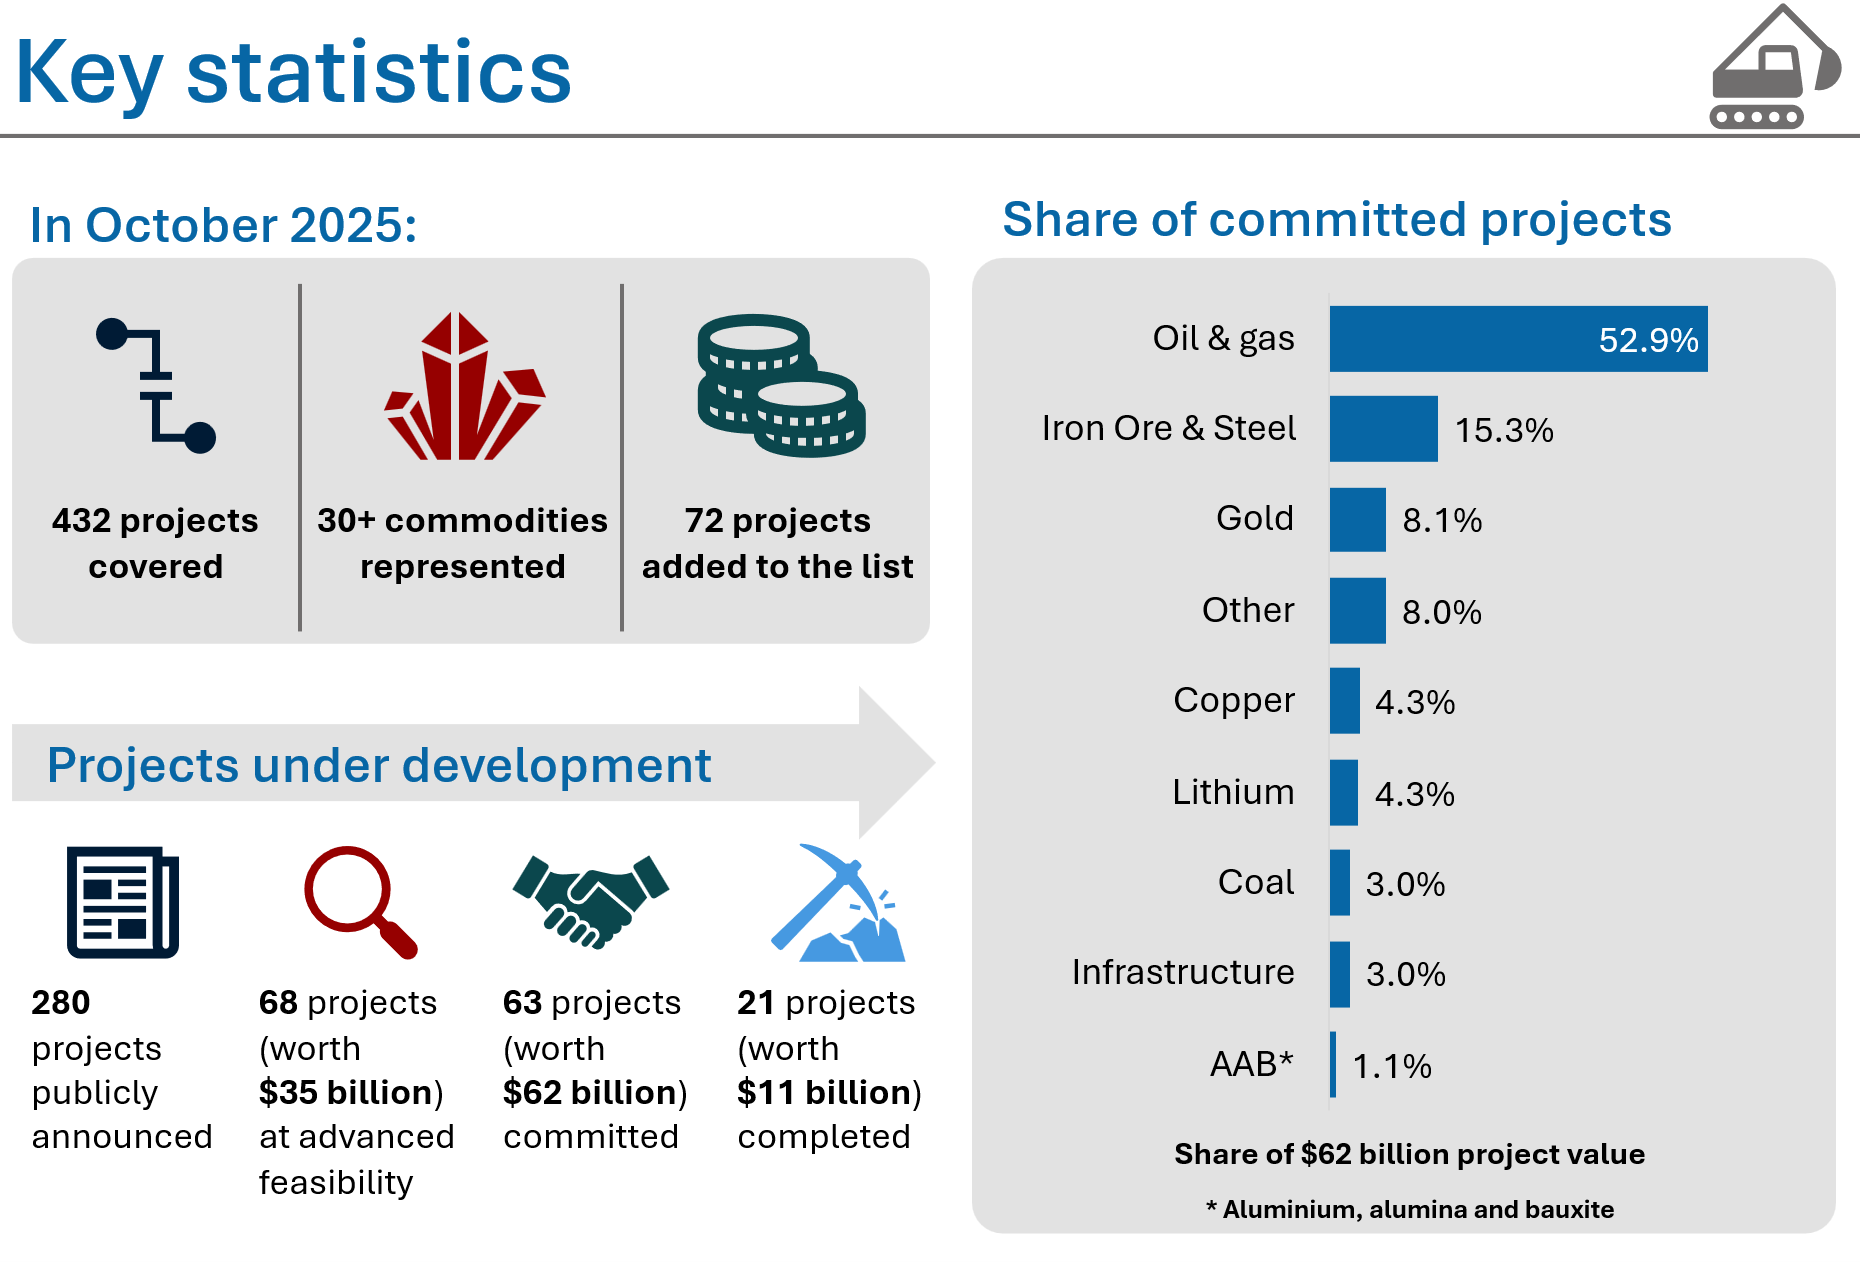 Key statistics
In October 2025:
432 projects
covered
30+ commodities
represented
72 projects
added to the list
Projects under development
280
projects
publicly
announced
68 projects
(worth
$35 billion)
at advanced
feasibility
63 projects
(worth
$62 billion)
committed
21 projects
(worth
$11 billion)
completed
Share of committed projects
Oil & gas 52.9%
Iron Ore & Steel 15.3%
Gold 8.1%
Other 8.0%
Copper 4.3%
Lithium 4.3%
Coal 3.0%
Infrastructure 3.0%
AAB* 1.1%
Share of $62 billion project value
* Aluminium, alumina and bauxite